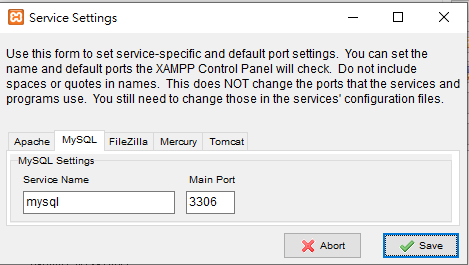 Service Settings
Use this form to set service-specific and default port settings. You can set the
name and default ports the XAMPP Control Panel will check. Do not include
spaces or quotes in names. This does NOT change the ports that the services and
programs use. You still need to change those in the services' configuration files.
Apache MySQL FileZilla Mercury Tomcat
MySQL Settings
Service Name Main Port
mysql 3306
Abort Save